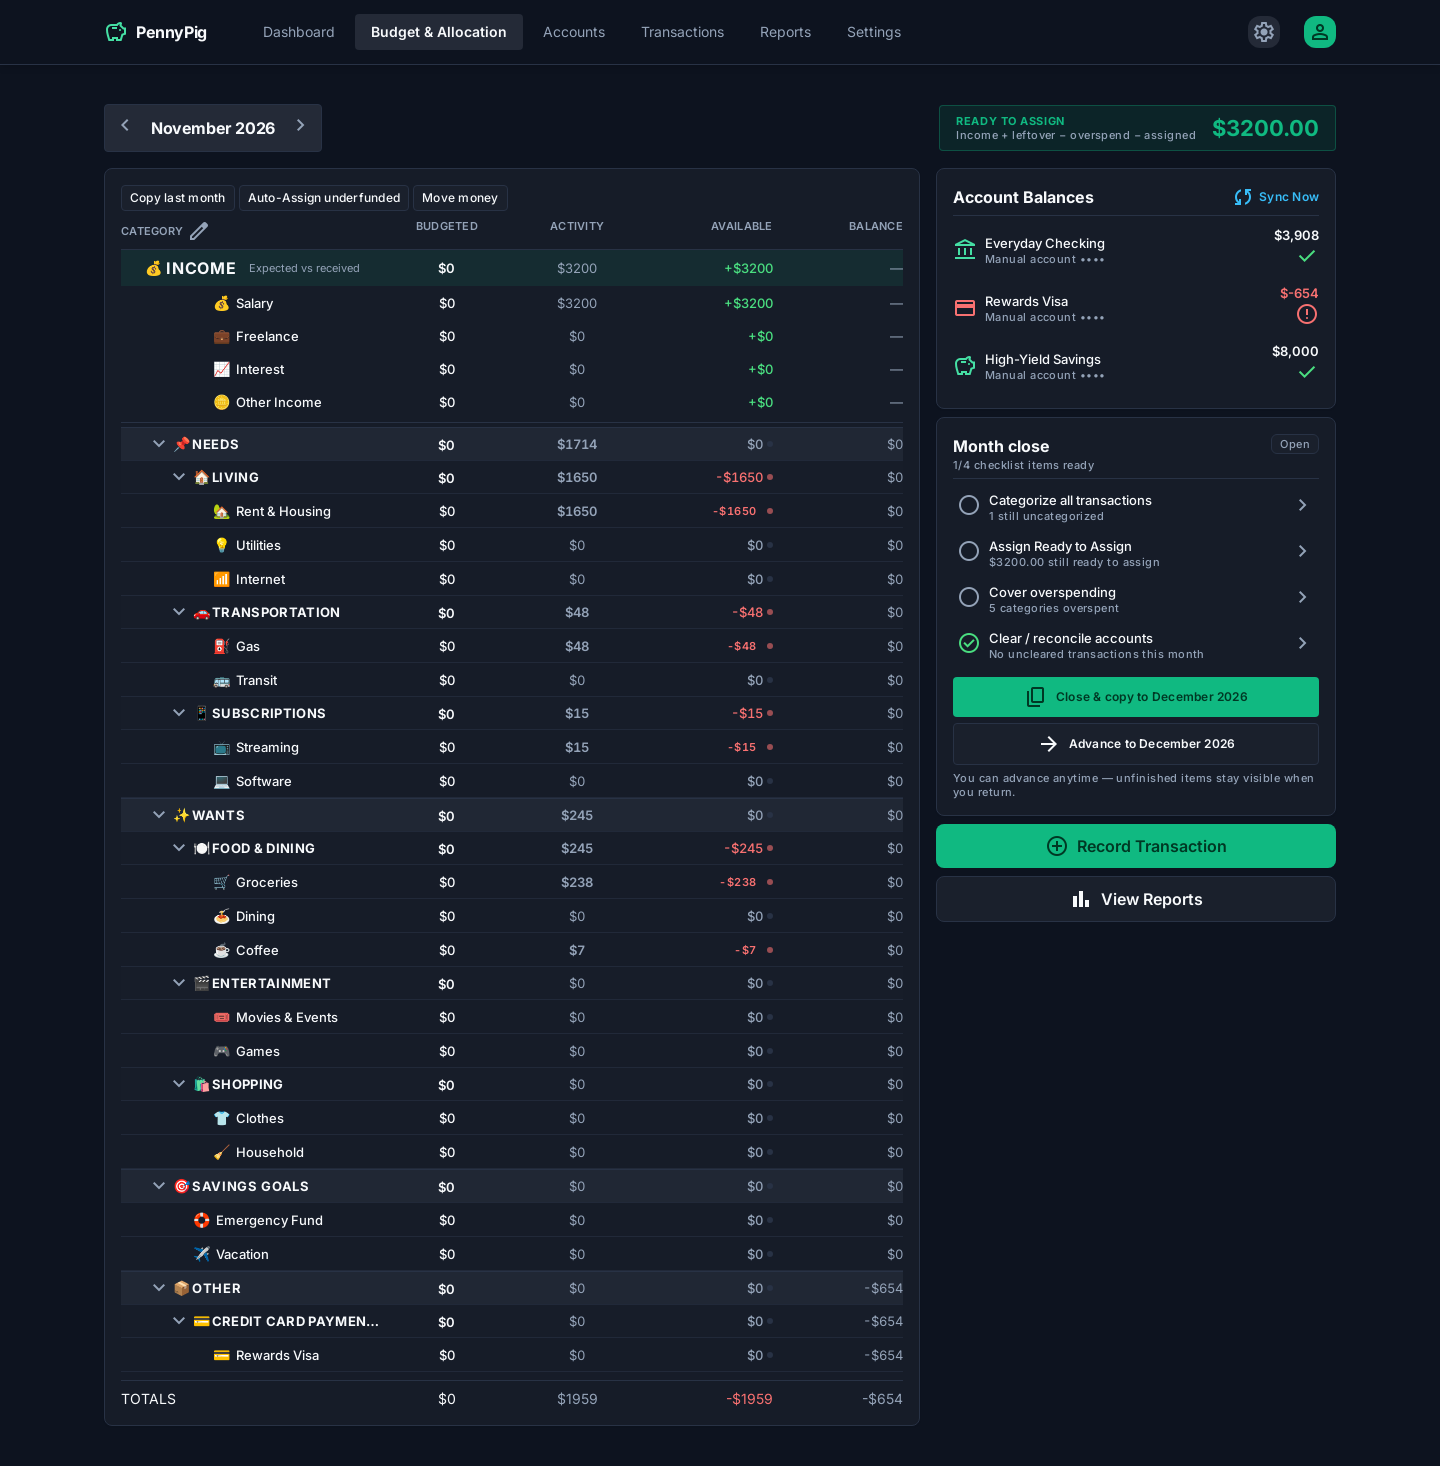 PennyPig
Dashboard
Budget & Allocation
Accounts
Transactions
Reports
Settings
November 2026
READY TO ASSIGN
Income + leftover − overspend − assigned
$3200.00
Copy last month
Auto-Assign underfunded
Move money
CATEGORY BUDGETED ACTIVITY AVAILABLE BALANCE
💰 INCOME Expected vs received $0 $3200 +$3200 —
💰 Salary $0 $3200 +$3200 —
💼 Freelance $0 $0 +$0 —
📈 Interest $0 $0 +$0 —
🪙 Other Income $0 $0 +$0 —
📌 NEEDS $0 $1714 $0 $0
🏠 LIVING $0 $1650 -$1650 $0
🏡 Rent & Housing $0 $1650 -$1650 $0
💡 Utilities $0 $0 $0 $0
📶 Internet $0 $0 $0 $0
🚗 TRANSPORTATION $0 $48 -$48 $0
⛽ Gas $0 $48 -$48 $0
🚌 Transit $0 $0 $0 $0
📱 SUBSCRIPTIONS $0 $15 -$15 $0
📺 Streaming $0 $15 -$15 $0
💻 Software $0 $0 $0 $0
✨ WANTS $0 $245 $0 $0
🍽️ FOOD & DINING $0 $245 -$245 $0
🛒 Groceries $0 $238 -$238 $0
🍝 Dining $0 $0 $0 $0
☕ Coffee $0 $7 -$7 $0
🎬 ENTERTAINMENT $0 $0 $0 $0
🎟️ Movies & Events $0 $0 $0 $0
🎮 Games $0 $0 $0 $0
🛍️ SHOPPING $0 $0 $0 $0
👕 Clothes $0 $0 $0 $0
🧹 Household $0 $0 $0 $0
🎯 SAVINGS GOALS $0 $0 $0 $0
🛟 Emergency Fund $0 $0 $0 $0
✈️ Vacation $0 $0 $0 $0
📦 OTHER $0 $0 $0 -$654
💳 CREDIT CARD PAYMEN... $0 $0 $0 -$654
💳 Rewards Visa $0 $0 $0 -$654
TOTALS $0 $1959 -$1959 -$654
Account Balances
Sync Now
Everyday Checking
Manual account ••••
$3,908
Rewards Visa
Manual account ••••
$-654
High-Yield Savings
Manual account ••••
$8,000
Month close
Open
1/4 checklist items ready
Categorize all transactions
1 still uncategorized
Assign Ready to Assign
$3200.00 still ready to assign
Cover overspending
5 categories overspent
Clear / reconcile accounts
No uncleared transactions this month
Close & copy to December 2026
Advance to December 2026
You can advance anytime — unfinished items stay visible when
you return.
Record Transaction
View Reports